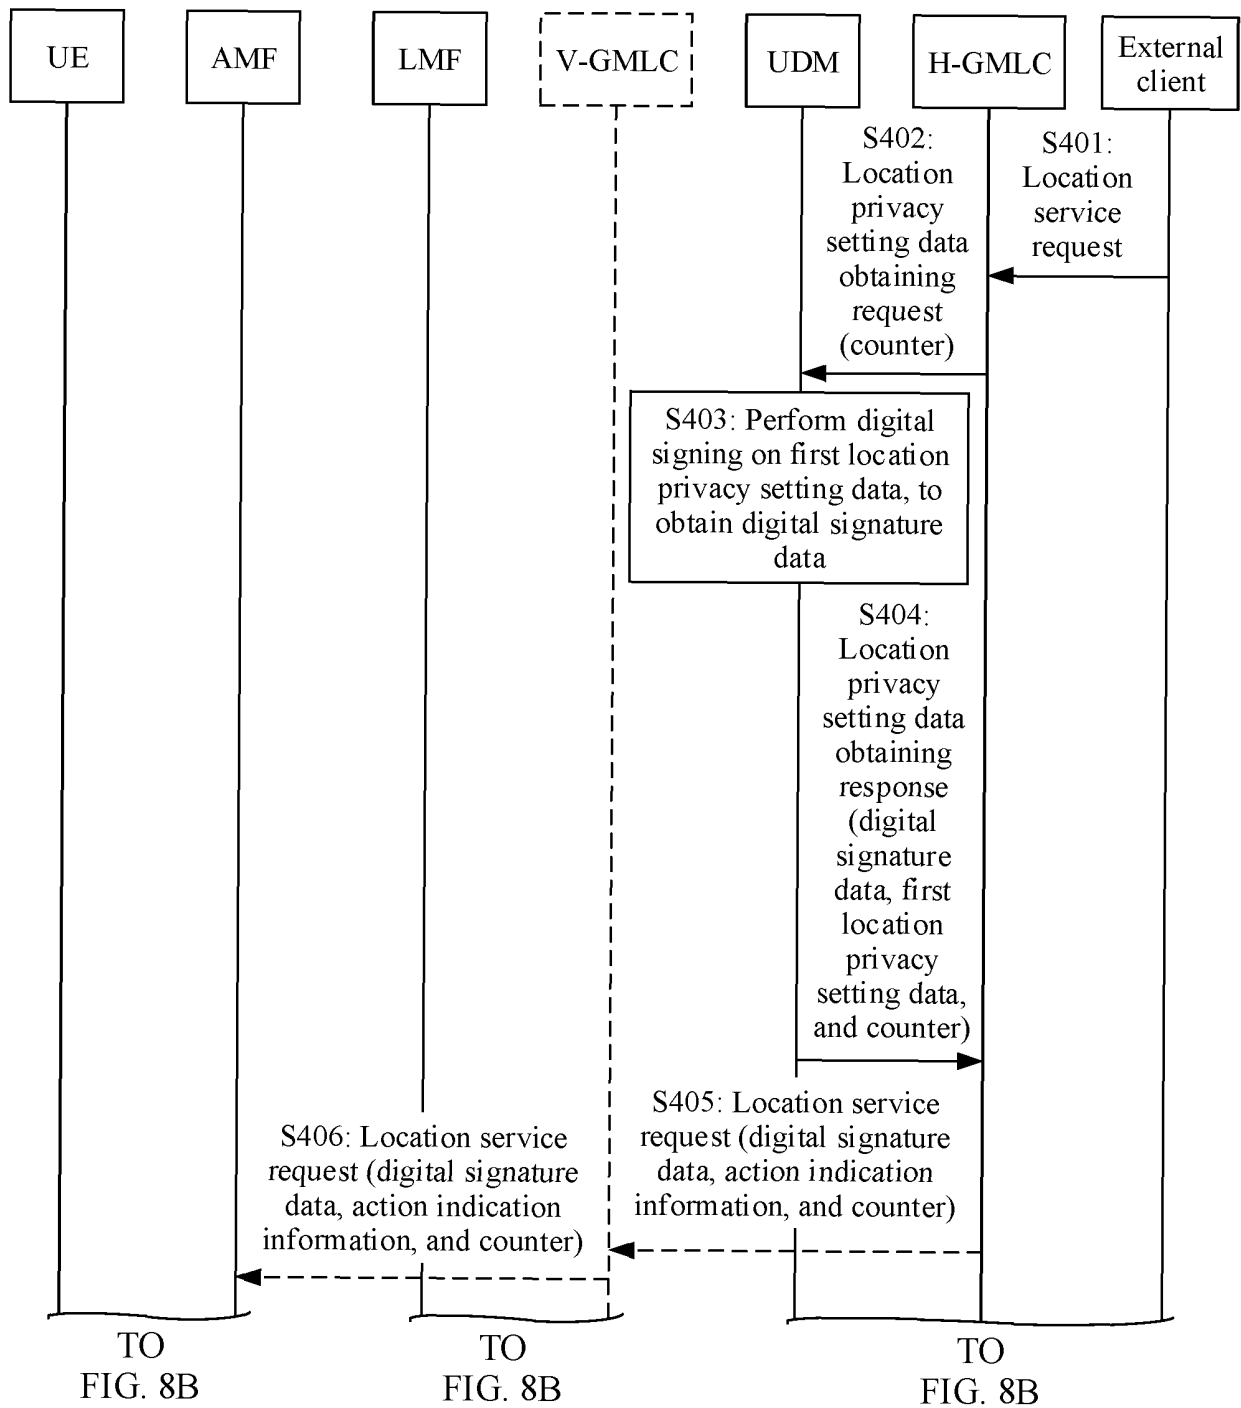 UE
AMF
LMF
V-GMLC
UDM
H-GMLC
External
client
S401:
Location
service
request
S402:
Location
privacy
setting data
obtaining
request
(counter)
S403: Perform digital
signing on first location
privacy setting data, to
obtain digital signature
data
S404:
Location
privacy
setting data
obtaining
response
(digital
signature
data, first
location
privacy
setting data,
and counter)
S405: Location service
request (digital signature
data, action indication
information, and counter)
S406: Location service
request (digital signature
data, action indication
information, and counter)
TO
FIG. 8B
TO
FIG. 8B
TO
FIG. 8B